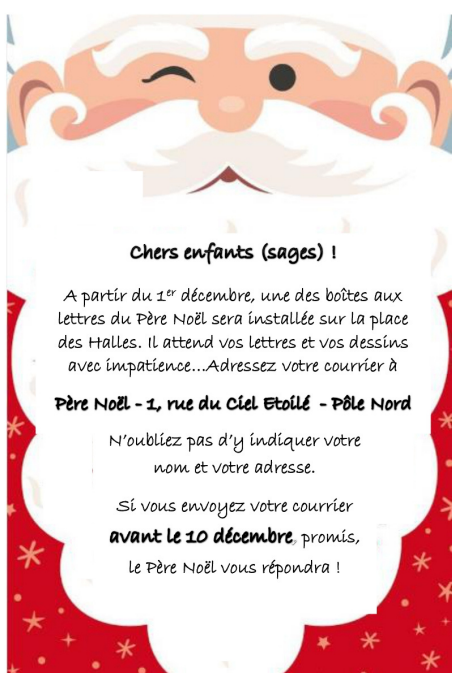 Chers enfants (sages) !
A partir du 1er décembre, une des boîtes aux
lettres du Père Noël sera installée sur la place
des Halles. Il attend vos lettres et vos dessins
avec impatience...Adressez votre courrier à
Père Noël - 1, rue du Ciel Etoilé - Pôle Nord
N'oubliez pas d'y indiquer votre
nom et votre adresse.
Si vous envoyez votre courrier
avant le 10 décembre, promis,
le Père Noël vous répondra !